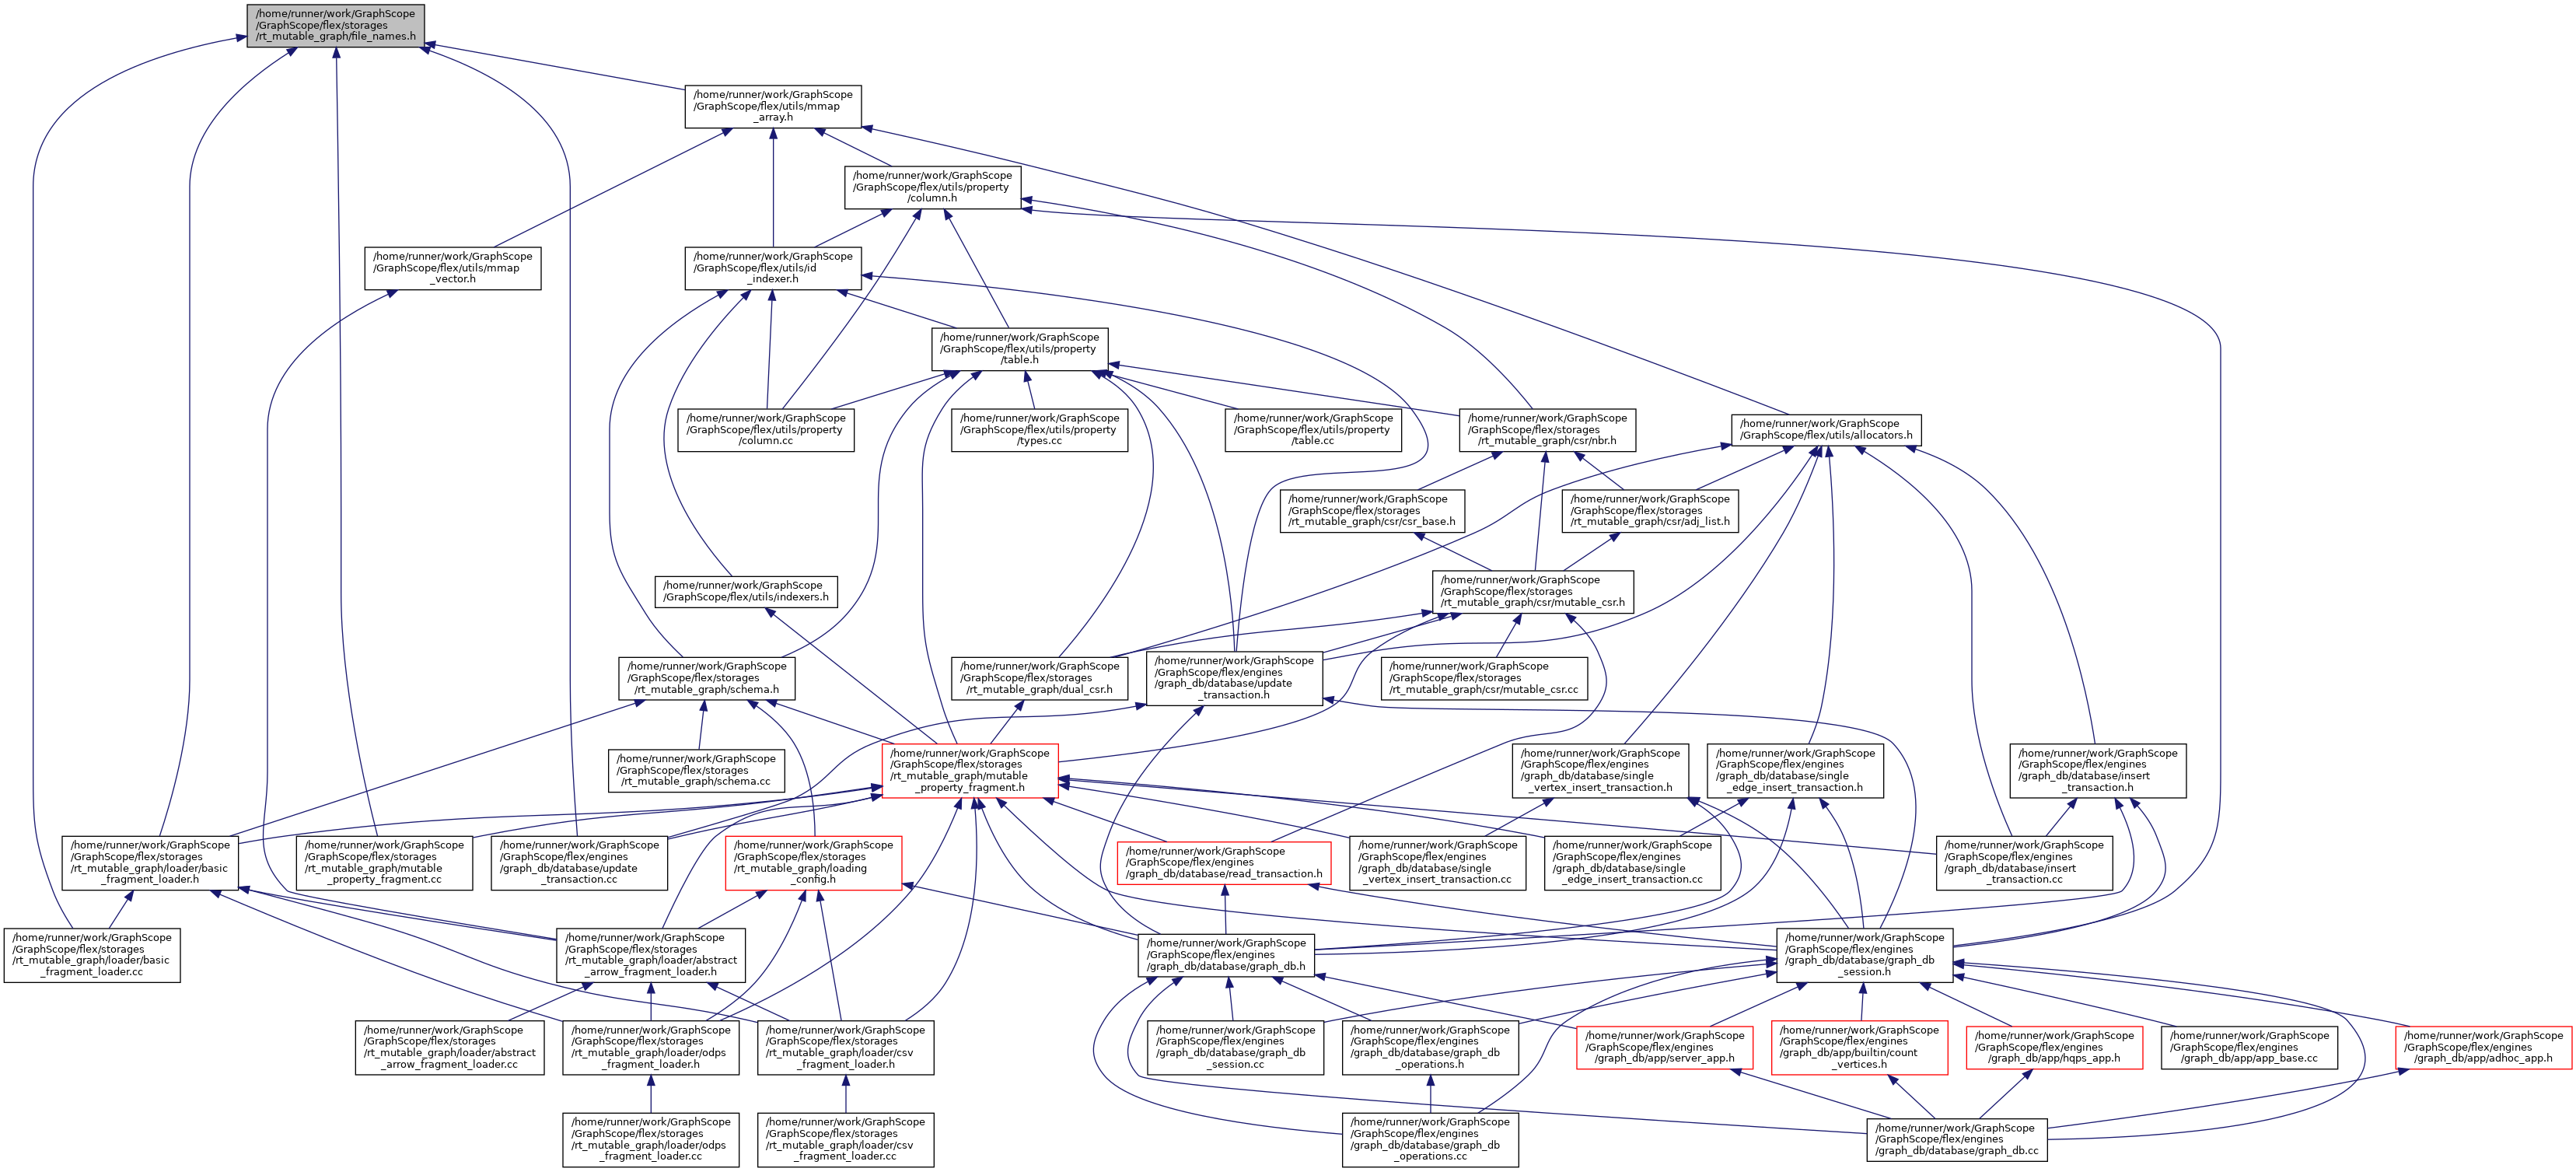 /home/runner/work/GraphScope
/GraphScope/flex/storages
/rt_mutable_graph/file_names.h
/home/runner/work/GraphScope
/GraphScope/flex/utils/mmap
_array.h
/home/runner/work/GraphScope
/GraphScope/flex/utils/property
/column.h
/home/runner/work/GraphScope
/GraphScope/flex/utils/mmap
_vector.h
/home/runner/work/GraphScope
/GraphScope/flex/utils/id
_indexer.h
/home/runner/work/GraphScope
/GraphScope/flex/utils/property
/table.h
/home/runner/work/GraphScope
/GraphScope/flex/utils/property
/column.cc
/home/runner/work/GraphScope
/GraphScope/flex/utils/property
/types.cc
/home/runner/work/GraphScope
/GraphScope/flex/utils/property
/table.cc
/home/runner/work/GraphScope
/GraphScope/flex/storages
/rt_mutable_graph/csr/nbr.h
/home/runner/work/GraphScope
/GraphScope/flex/utils/allocators.h
/home/runner/work/GraphScope
/GraphScope/flex/storages
/rt_mutable_graph/csr/csr_base.h
/home/runner/work/GraphScope
/GraphScope/flex/storages
/rt_mutable_graph/csr/adj_list.h
/home/runner/work/GraphScope
/GraphScope/flex/utils/indexers.h
/home/runner/work/GraphScope
/GraphScope/flex/storages
/rt_mutable_graph/csr/mutable_csr.h
/home/runner/work/GraphScope
/GraphScope/flex/storages
/rt_mutable_graph/schema.h
/home/runner/work/GraphScope
/GraphScope/flex/storages
/rt_mutable_graph/dual_csr.h
/home/runner/work/GraphScope
/GraphScope/flex/engines
/graph_db/database/update
_transaction.h
/home/runner/work/GraphScope
/GraphScope/flex/storages
/rt_mutable_graph/csr/mutable_csr.cc
/home/runner/work/GraphScope
/GraphScope/flex/storages
/rt_mutable_graph/schema.cc
/home/runner/work/GraphScope
/GraphScope/flex/storages
/rt_mutable_graph/mutable
_property_fragment.h
/home/runner/work/GraphScope
/GraphScope/flex/engines
/graph_db/database/single
_vertex_insert_transaction.h
/home/runner/work/GraphScope
/GraphScope/flex/engines
/graph_db/database/single
_edge_insert_transaction.h
/home/runner/work/GraphScope
/GraphScope/flex/engines
/graph_db/database/insert
_transaction.h
/home/runner/work/GraphScope
/GraphScope/flex/storages
/rt_mutable_graph/loader/basic
_fragment_loader.h
/home/runner/work/GraphScope
/GraphScope/flex/storages
/rt_mutable_graph/mutable
_property_fragment.cc
/home/runner/work/GraphScope
/GraphScope/flex/engines
/graph_db/database/update
_transaction.cc
/home/runner/work/GraphScope
/GraphScope/flex/storages
/rt_mutable_graph/loading
_config.h
/home/runner/work/GraphScope
/GraphScope/flex/engines
/graph_db/database/read_transaction.h
/home/runner/work/GraphScope
/GraphScope/flex/engines
/graph_db/database/single
_vertex_insert_transaction.cc
/home/runner/work/GraphScope
/GraphScope/flex/engines
/graph_db/database/single
_edge_insert_transaction.cc
/home/runner/work/GraphScope
/GraphScope/flex/engines
/graph_db/database/insert
_transaction.cc
/home/runner/work/GraphScope
/GraphScope/flex/storages
/rt_mutable_graph/loader/basic
_fragment_loader.cc
/home/runner/work/GraphScope
/GraphScope/flex/storages
/rt_mutable_graph/loader/abstract
_arrow_fragment_loader.h
/home/runner/work/GraphScope
/GraphScope/flex/engines
/graph_db/database/graph_db.h
/home/runner/work/GraphScope
/GraphScope/flex/engines
/graph_db/database/graph_db
_session.h
/home/runner/work/GraphScope
/GraphScope/flex/storages
/rt_mutable_graph/loader/abstract
_arrow_fragment_loader.cc
/home/runner/work/GraphScope
/GraphScope/flex/storages
/rt_mutable_graph/loader/odps
_fragment_loader.h
/home/runner/work/GraphScope
/GraphScope/flex/storages
/rt_mutable_graph/loader/csv
_fragment_loader.h
/home/runner/work/GraphScope
/GraphScope/flex/engines
/graph_db/database/graph_db
_session.cc
/home/runner/work/GraphScope
/GraphScope/flex/engines
/graph_db/database/graph_db
_operations.h
/home/runner/work/GraphScope
/GraphScope/flex/engines
/graph_db/app/server_app.h
/home/runner/work/GraphScope
/GraphScope/flex/engines
/graph_db/app/builtin/count
_vertices.h
/home/runner/work/GraphScope
/GraphScope/flex/engines
/graph_db/app/hqps_app.h
/home/runner/work/GraphScope
/GraphScope/flex/engines
/graph_db/app/app_base.cc
/home/runner/work/GraphScope
/GraphScope/flex/engines
/graph_db/app/adhoc_app.h
/home/runner/work/GraphScope
/GraphScope/flex/storages
/rt_mutable_graph/loader/odps
_fragment_loader.cc
/home/runner/work/GraphScope
/GraphScope/flex/storages
/rt_mutable_graph/loader/csv
_fragment_loader.cc
/home/runner/work/GraphScope
/GraphScope/flex/engines
/graph_db/database/graph_db
_operations.cc
/home/runner/work/GraphScope
/GraphScope/flex/engines
/graph_db/database/graph_db.cc